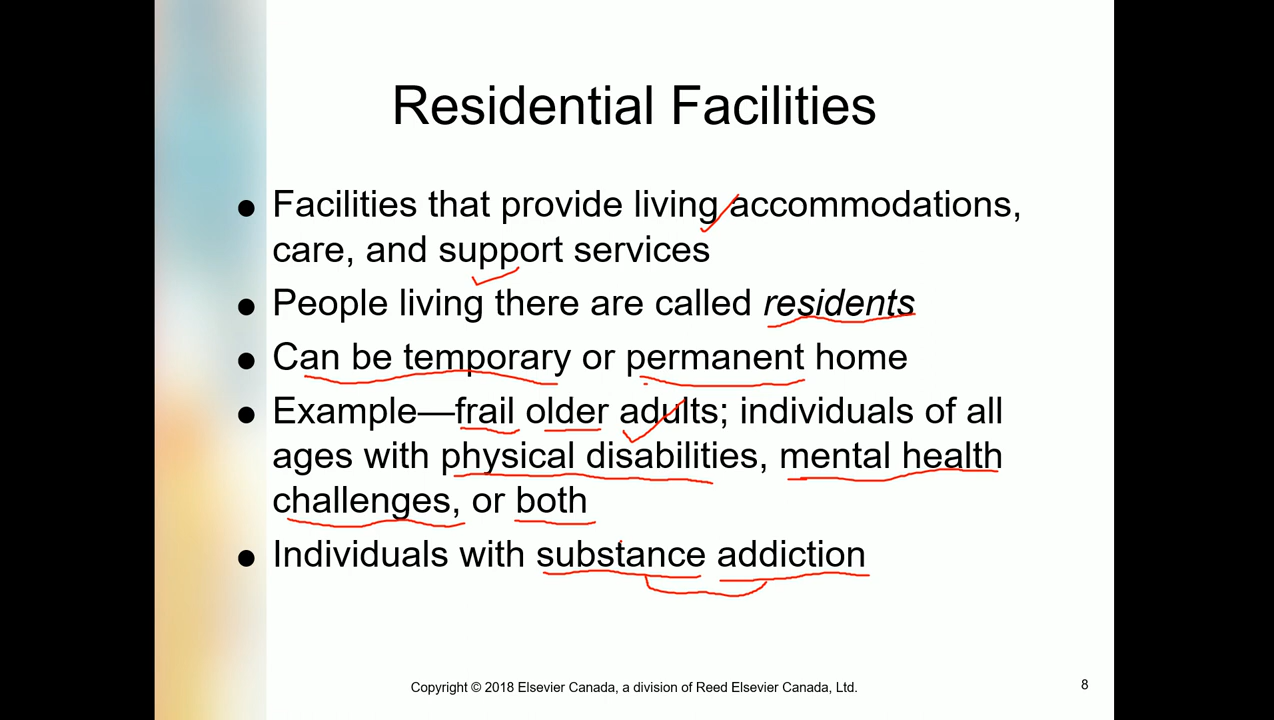 Residential Facilities
● Facilities that provide living accommodations,
care, and support services
● People living there are called residents
● Can be temporary or permanent home
● Example—frail older adults; individuals of all
ages with physical disabilities, mental health
challenges, or both
● Individuals with substance addiction
Copyright © 2018 Elsevier Canada, a division of Reed Elsevier Canada, Ltd.
8